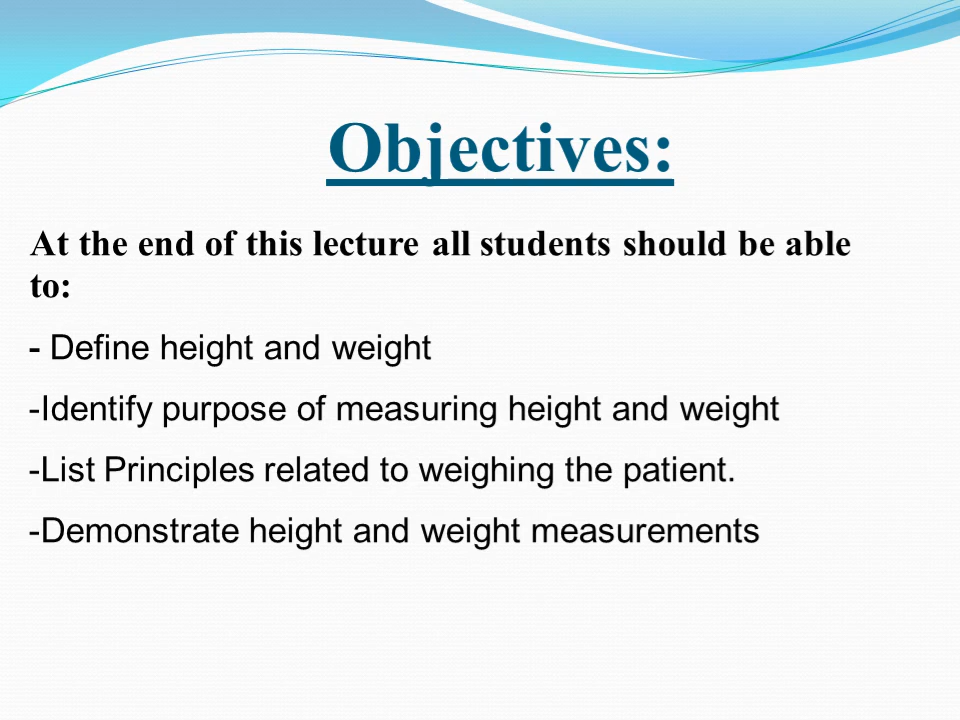 Objectives:
At the end of this lecture all students should be able
to:
- Define height and weight
-Identify purpose of measuring height and weight
-List Principles related to weighing the patient.
-Demonstrate height and weight measurements